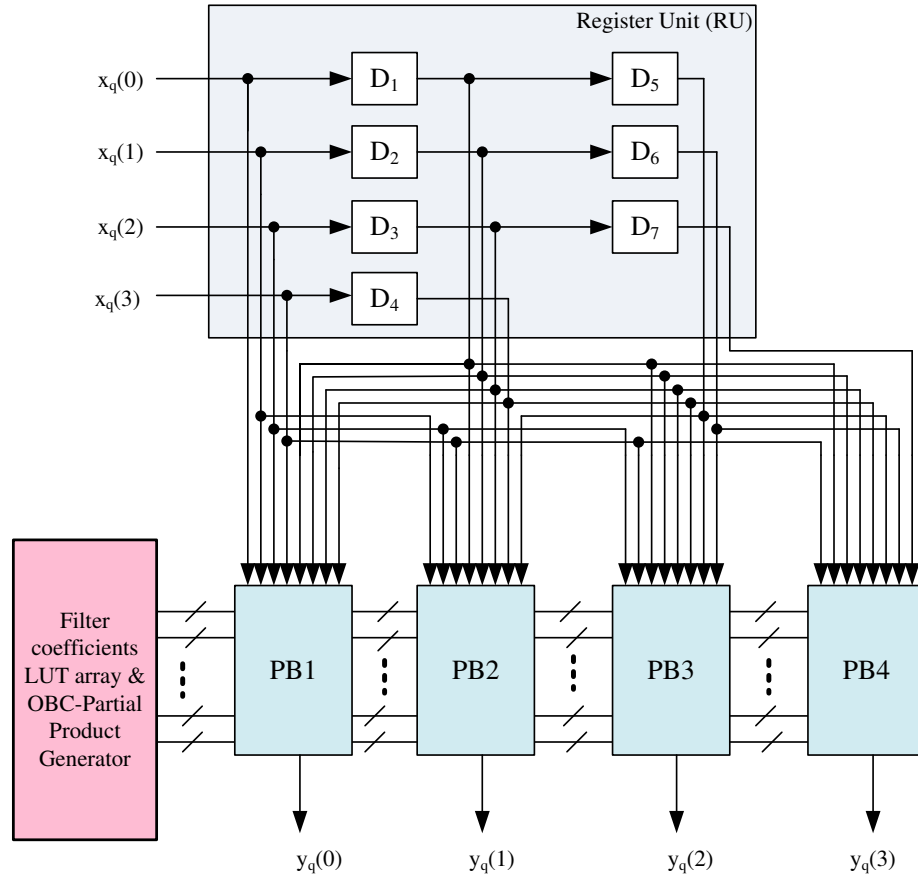 Register Unit (RU)
x_q(0)
D_1
D_5
x_q(1)
D_2
D_6
x_q(2)
D_3
D_7
x_q(3)
D_4
Filter
coefficients
LUT array &
OBC-Partial
Product
Generator
PB1
PB2
PB3
PB4
y_q(0)
y_q(1)
y_q(2)
y_q(3)